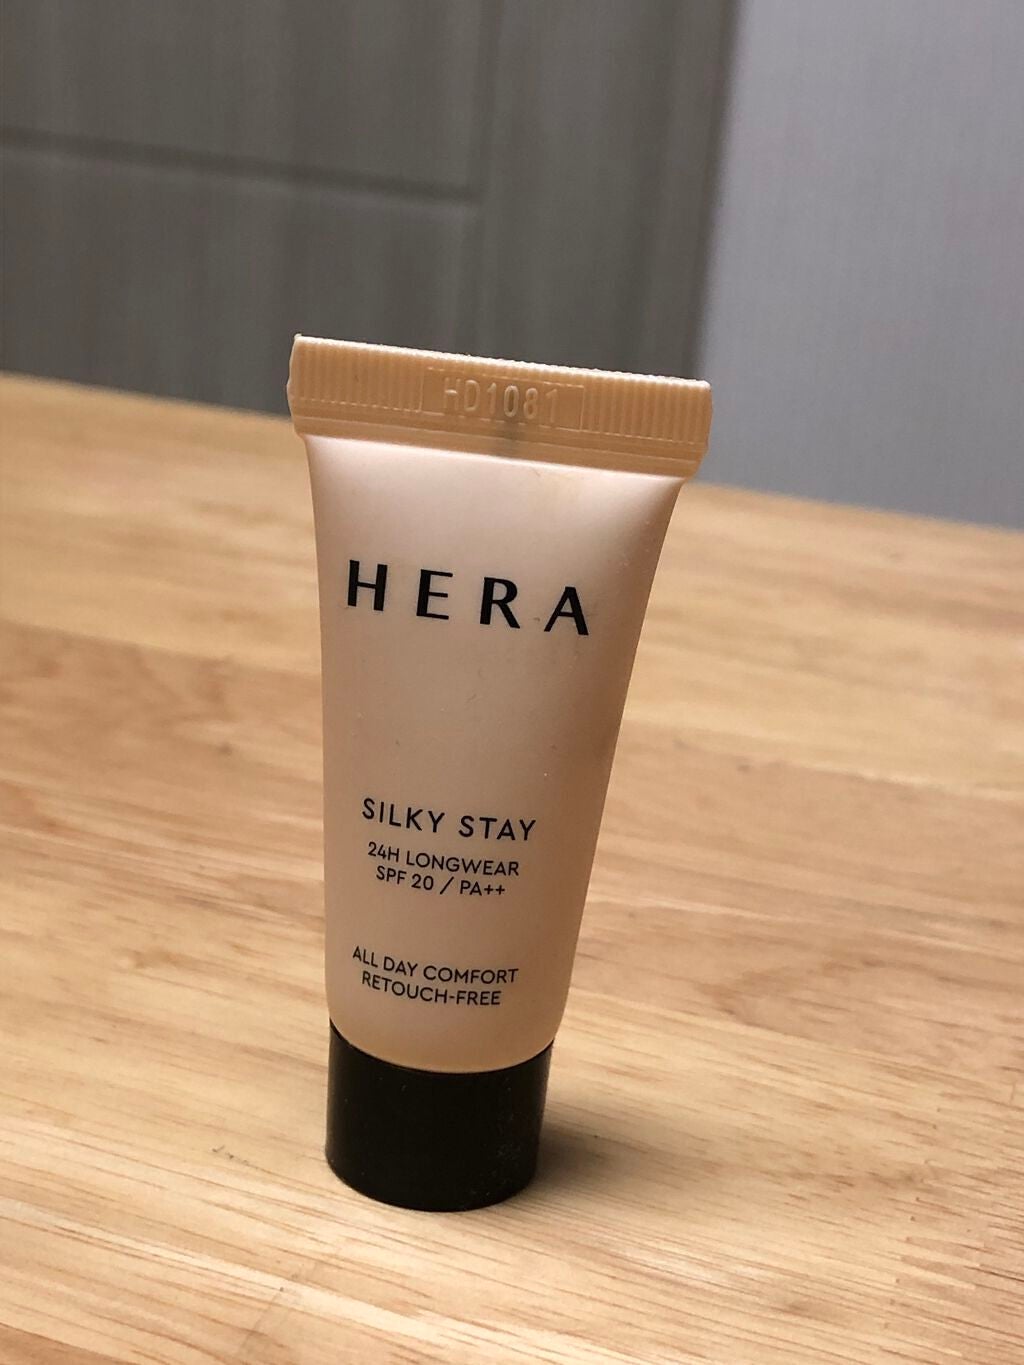 HD1081
HERA
SILKY STAY
24H LONGWEAR
SPF 20 / PA++
ALL DAY COMFORT
RETOUCH-FREE